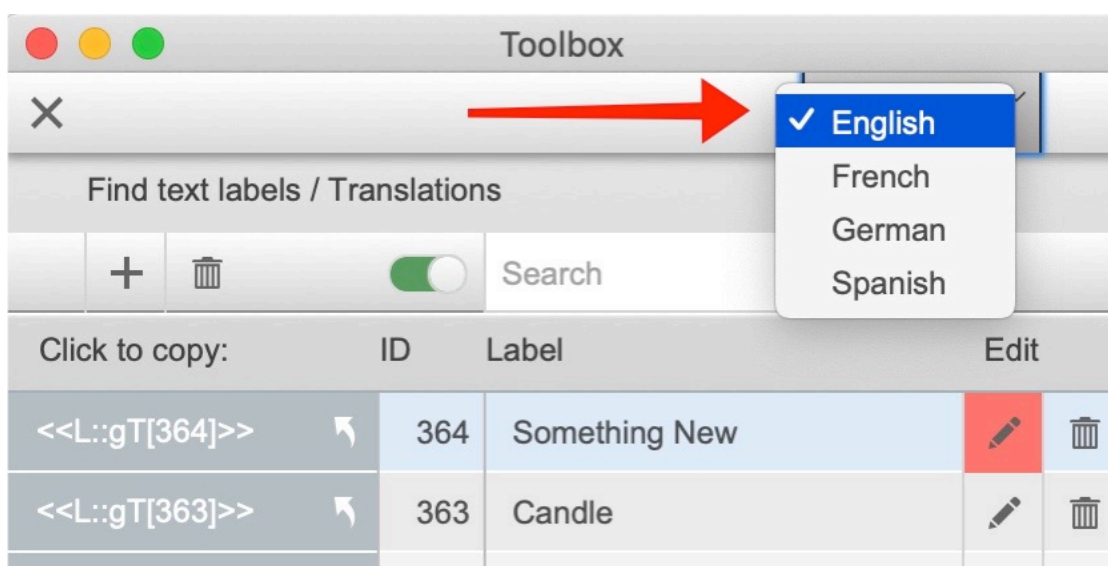 Toolbox
English
French
German
Spanish
Find text labels / Translations
Search
Click to copy: ID Label Edit
<<L::gT[364]>> 364 Something New
<<L::gT[363]>> 363 Candle